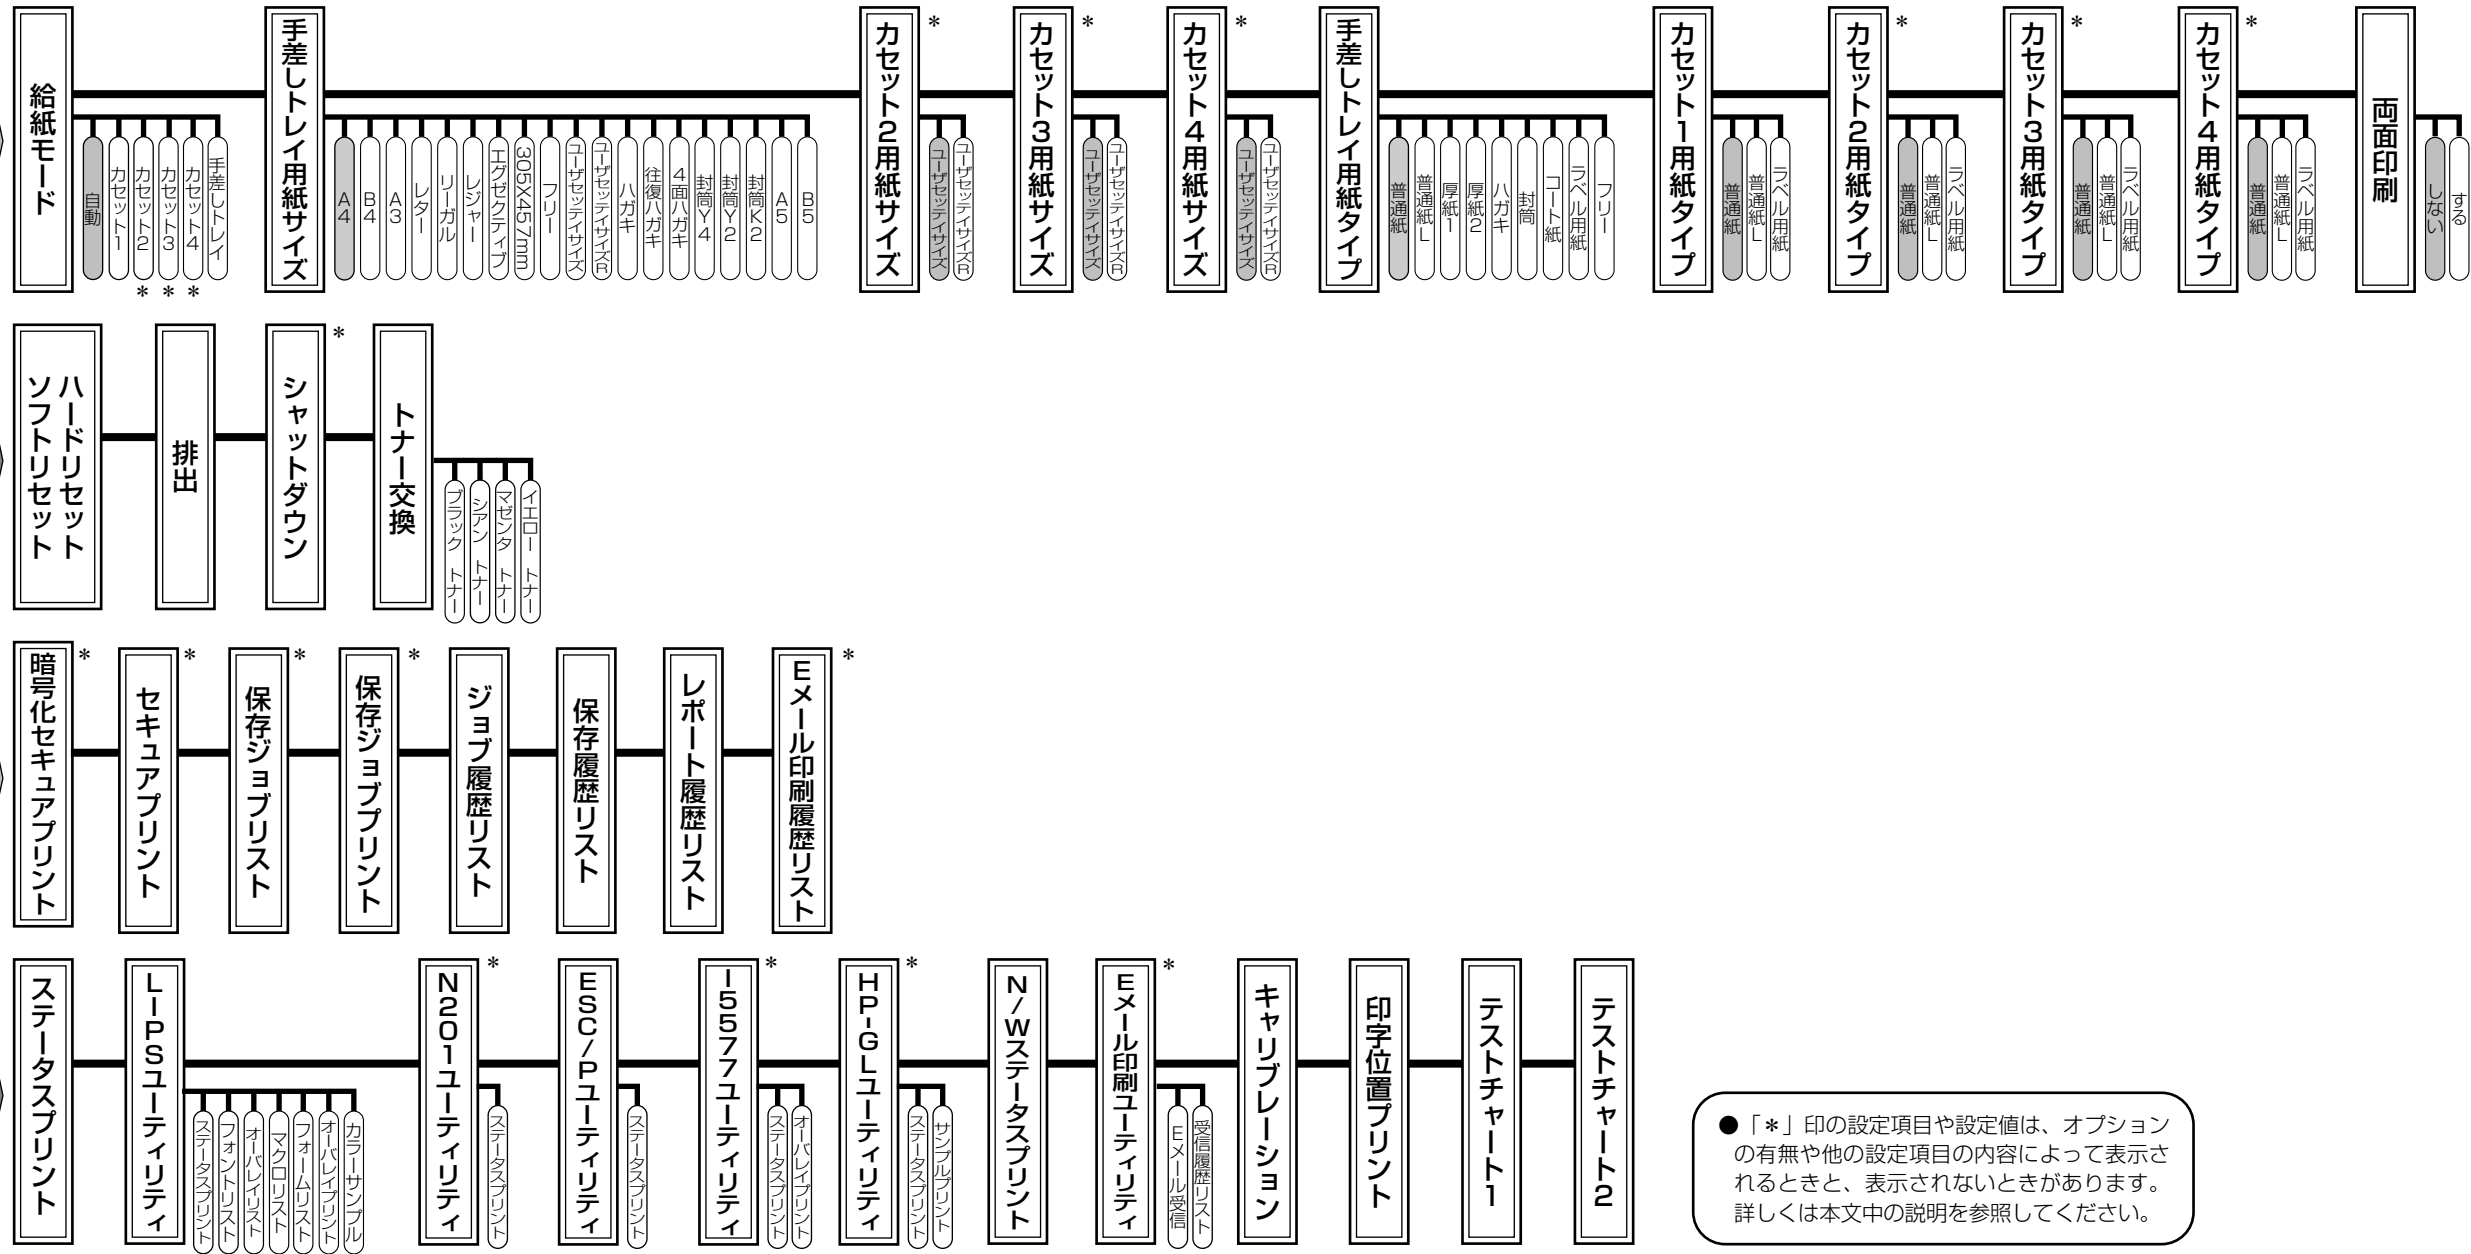 給紙モード
自動
カセット1
カセット2
*
カセット3
*
カセット4
*
手差しトレイ
手差しトレイ用紙サイズ
A4
B4
A3
レター
リーガル
レジャー
エグゼクティブ
305X457mm
フリー
ユーザセッテイサイズ
ユーザセッテイサイズR
ハガキ
往復ハガキ
4面ハガキ
封筒Y4
封筒Y2
封筒K2
A5
B5
カセット2用紙サイズ
*
ユーザセッテイサイズ
ユーザセッテイサイズR
カセット3用紙サイズ
*
ユーザセッテイサイズ
ユーザセッテイサイズR
カセット4用紙サイズ
*
ユーザセッテイサイズ
ユーザセッテイサイズR
手差しトレイ用紙タイプ
普通紙
普通紙L
厚紙1
厚紙2
ハガキ
封筒
コート紙
ラベル用紙
フリー
カセット1用紙タイプ
普通紙
普通紙L
ラベル用紙
カセット2用紙タイプ
*
普通紙
普通紙L
ラベル用紙
カセット3用紙タイプ
*
普通紙
普通紙L
ラベル用紙
カセット4用紙タイプ
*
普通紙
普通紙L
ラベル用紙
両面印刷
しない
する
ハードリセット
ソフトリセット
排出
シャットダウン
*
トナー交換
ブラック トナー
シアン トナー
マゼンタ トナー
イエロー トナー
暗号化セキュアプリント
*
セキュアプリント
*
保存ジョブリスト
*
保存ジョブプリント
*
ジョブ履歴リスト
保存履歴リスト
レポート履歴リスト
Eメール印刷履歴リスト
*
ステータスプリント
LIPSユーティリティ
ステータスプリント
フォントリスト
オーバレイリスト
マクロリスト
フォームリスト
オーバレイプリント
カラーサンプル
N201ユーティリティ
*
ステータスプリント
ESC/Pユーティリティ
ステータスプリント
I5577ユーティリティ
*
ステータスプリント
オーバレイプリント
HP-GLユーティリティ
*
ステータスプリント
サンプルプリント
N/Wステータスプリント
Eメール印刷ユーティリティ
*
Eメール受信
受信履歴リスト
キャリブレーション
印字位置プリント
テストチャート1
テストチャート2
●「*」印の設定項目や設定値は、オプション
の有無や他の設定項目の内容によって表示さ
れるときと、表示されないときがあります。
詳しくは本文中の説明を参照してください。